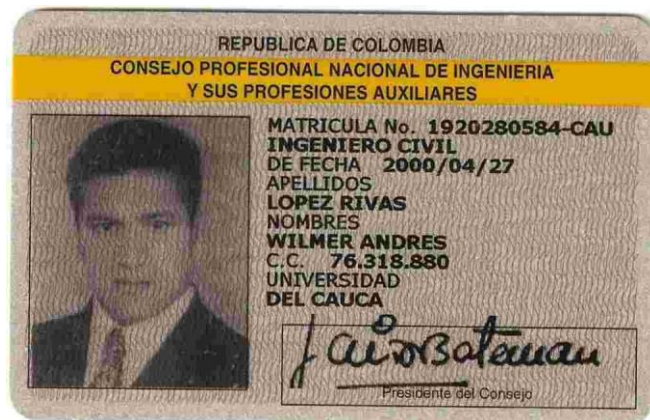 REPUBLICA DE COLOMBIA
CONSEJO PROFESIONAL NACIONAL DE INGENIERIA
Y SUS PROFESIONES AUXILIARES
MATRICULA No. 1920280584-CAU
INGENIERO CIVIL
DE FECHA 2000/04/27
APELLIDOS
LOPEZ RIVAS
NOMBRES
WILMER ANDRES
C.C. 76.318.880
UNIVERSIDAD
DEL CAUCA
Bateman
Presidente del Consejo